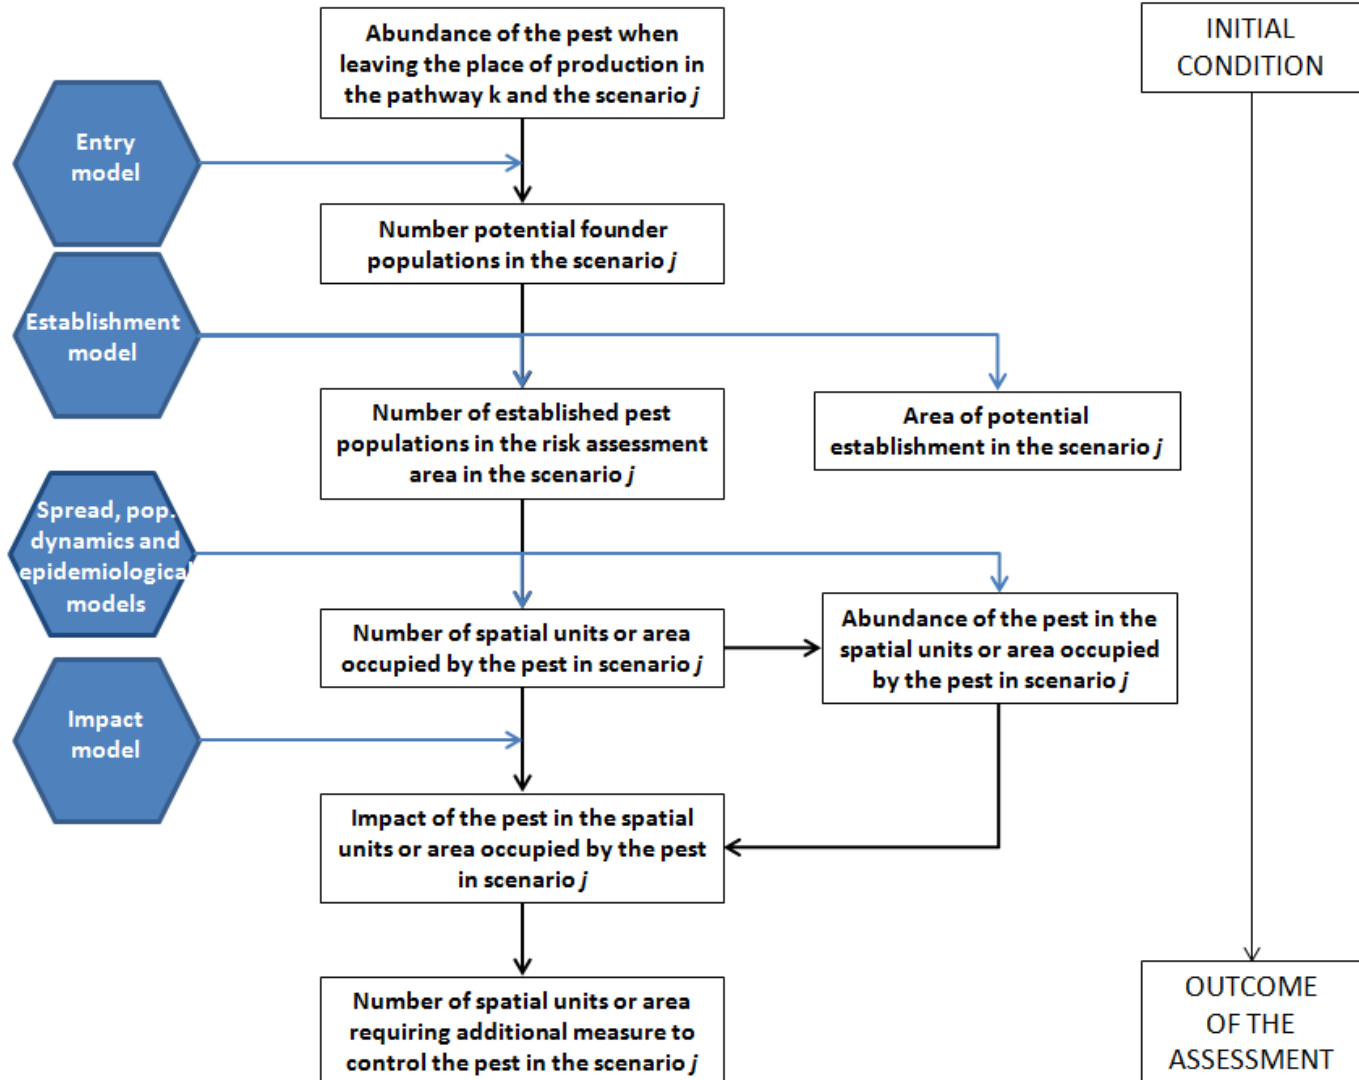 Abundance of the pest when
leaving the place of production in
the pathway k and the scenario j
INITIAL
CONDITION
Entry
model
Number potential founder
populations in the scenario j
Establishment
model
Number of established pest
populations in the risk assessment
area in the scenario j
Area of potential
establishment in the scenario j
Spread, pop.
dynamics and
epidemiological
models
Number of spatial units or area
occupied by the pest in scenario j
Abundance of the pest in the
spatial units or area occupied
by the pest in scenario j
Impact
model
Impact of the pest in the spatial
units or area occupied by the pest
in scenario j
Number of spatial units or area
requiring additional measure to
control the pest in the scenario j
OUTCOME
OF THE
ASSESSMENT